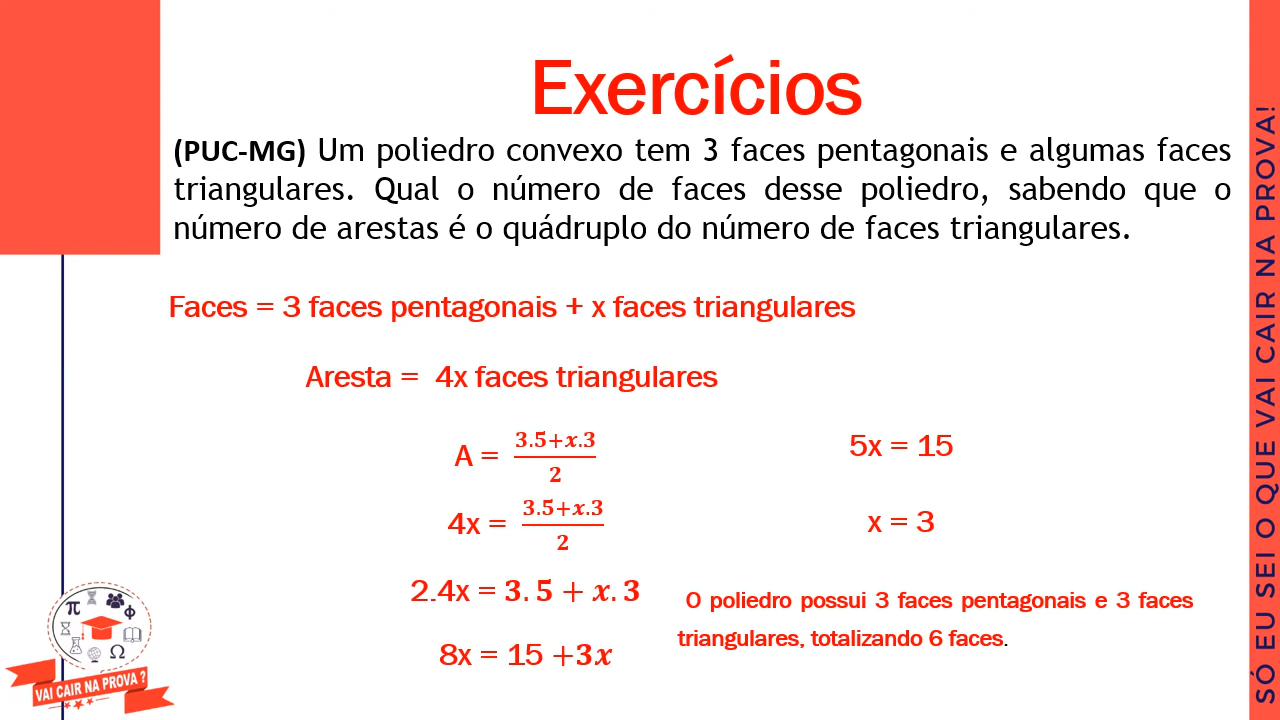 Exercícios
(PUC-MG) Um poliedro convexo tem 3 faces pentagonais e algumas faces
triangulares. Qual o número de faces desse poliedro, sabendo que o
número de arestas é o quádruplo do número de faces triangulares.
Faces = 3 faces pentagonais + x faces triangulares
Aresta = 4x faces triangulares
A = \frac{3.5+x.3}{2}
4x = \frac{3.5+x.3}{2}
2.4x = 3.5 + x.3
8x = 15 +3x
5x = 15
x = 3
O poliedro possui 3 faces pentagonais e 3 faces
triangulares, totalizando 6 faces.
π
Φ
Ω
VAI CAIR NA PROVA ?
SÓ EU SEI O QUE VAI CAIR NA PROVA!